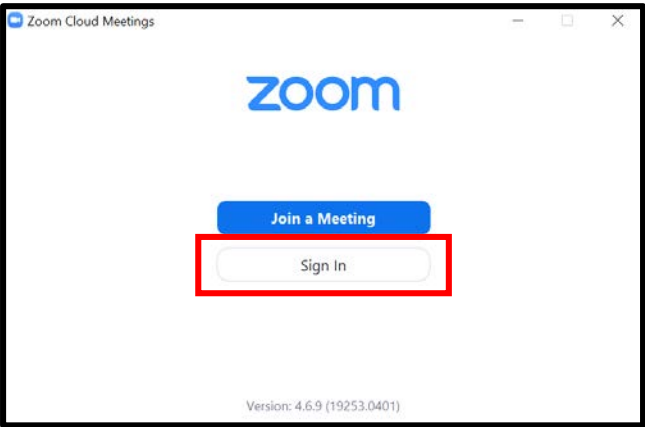 Zoom Cloud Meetings
zoom
Join a Meeting
Sign In
Version: 4.6.9 (19253.0401)